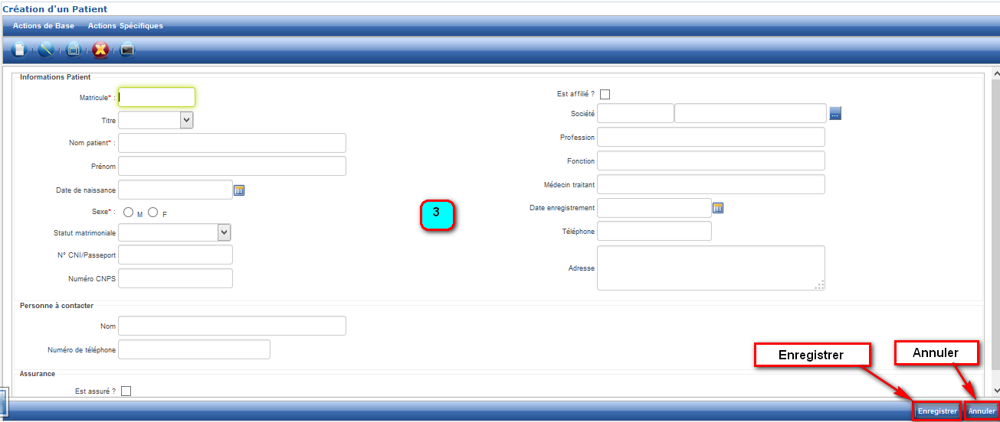 Création d'un Patient
Actions de Base Actions Spécifiques
Informations Patient
Matricule* :
Titre
Nom patient* :
Prénom
Date de naissance
Sexe* : M F
Statut matrimoniale
N° CNI/Passeport
Numéro CNPS
Est affilié ?
Société ...
Profession
Fonction
Médecin traitant
Date enregistrement
Téléphone
Adresse
3
Personne à contacter
Nom
Numéro de téléphone
Assurance
Est assuré ?
Enregistrer Annuler
Enregistrer Annuler